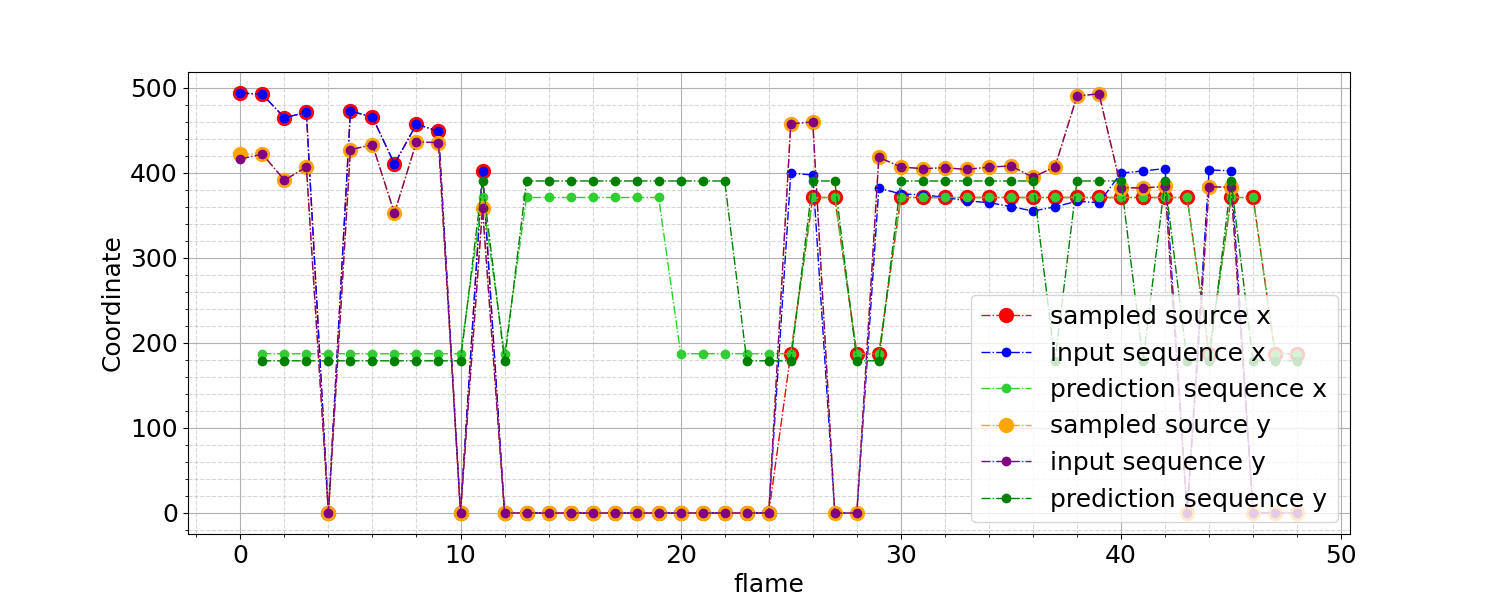 500
400
300
200
100
0
Coordinate
0
10
20
30
40
50
flame
sampled source x
input sequence x
prediction sequence x
sampled source y
input sequence y
prediction sequence y